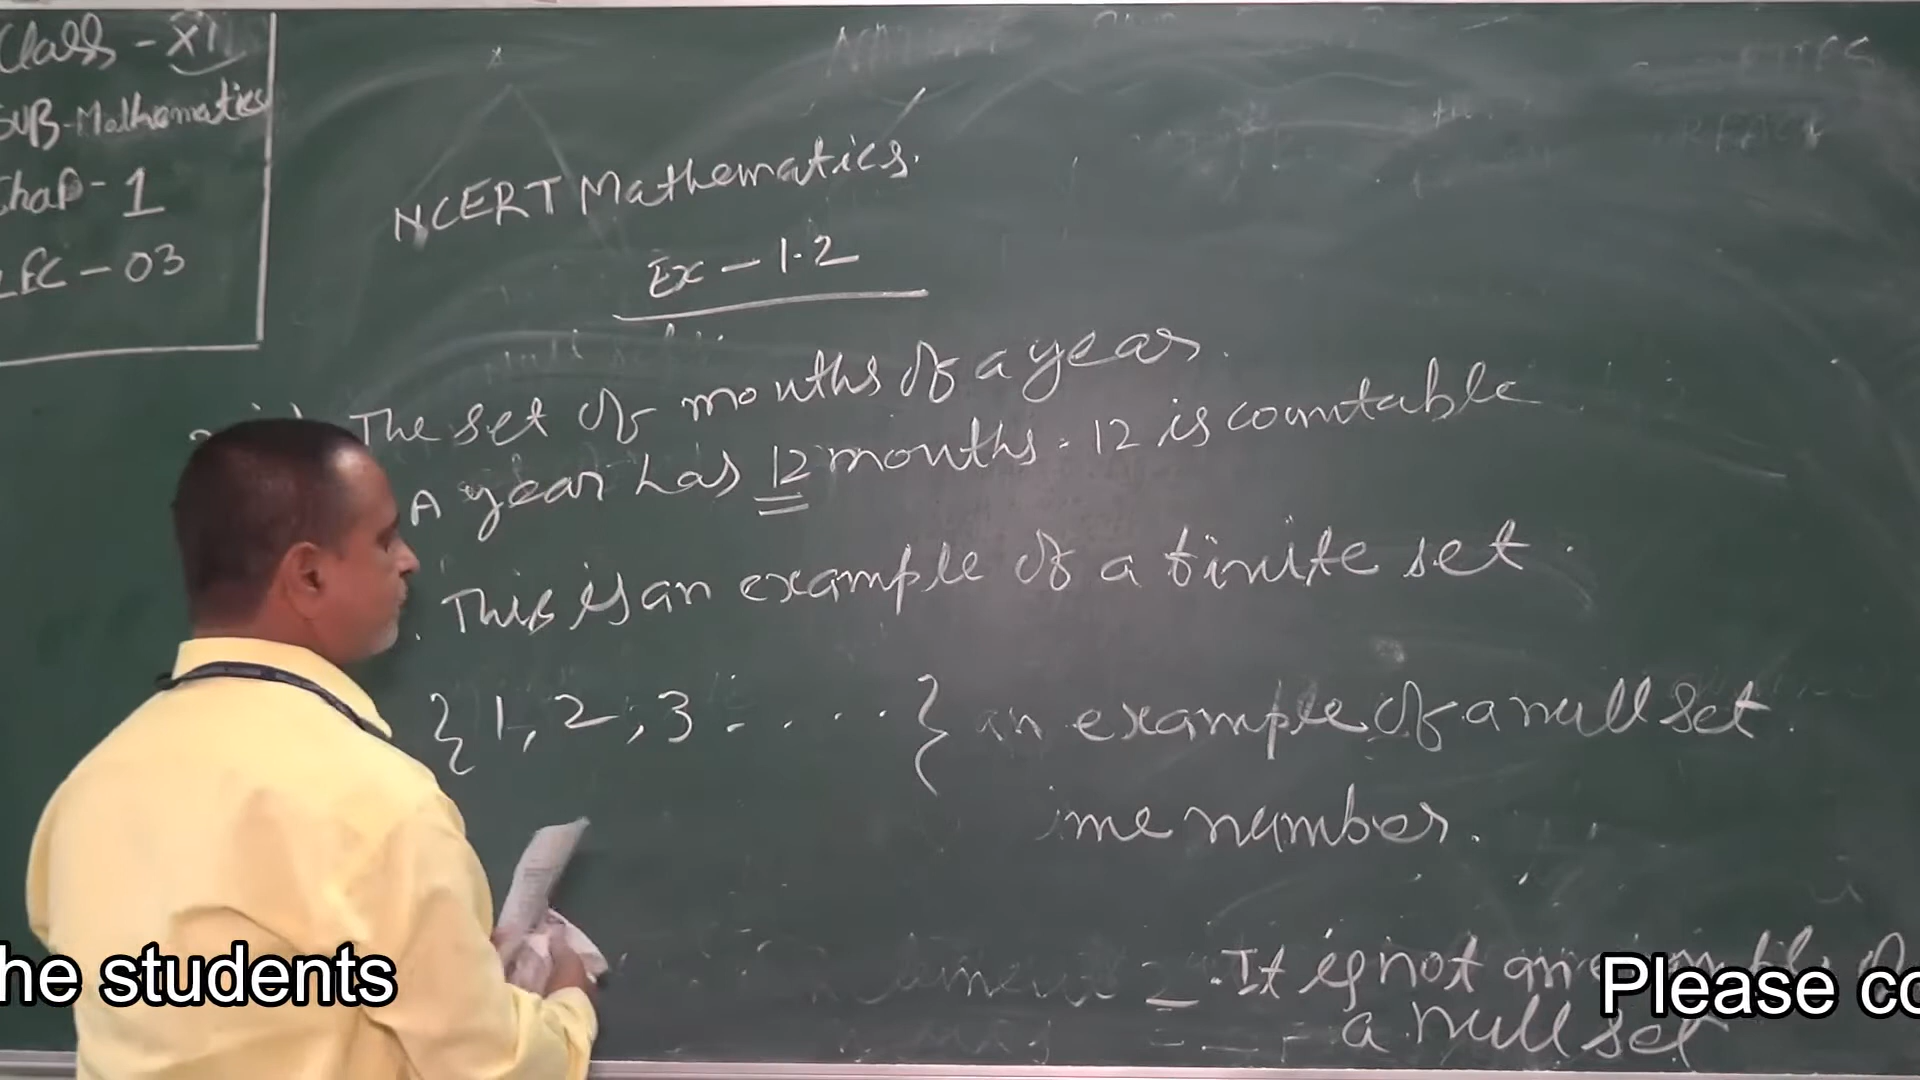 Class - XI
SUB-Mathematics
Chap - 1
LEC - 03
NCERT Mathematics.
Ex - 1.2
The set of months of a year.
A year has 12 months. 12 is countable
. This is an example of a finite set.
{1, 2, 3 . . . . .} an example of a null set.
me number.
. It is not an
a null set
he students
Please co